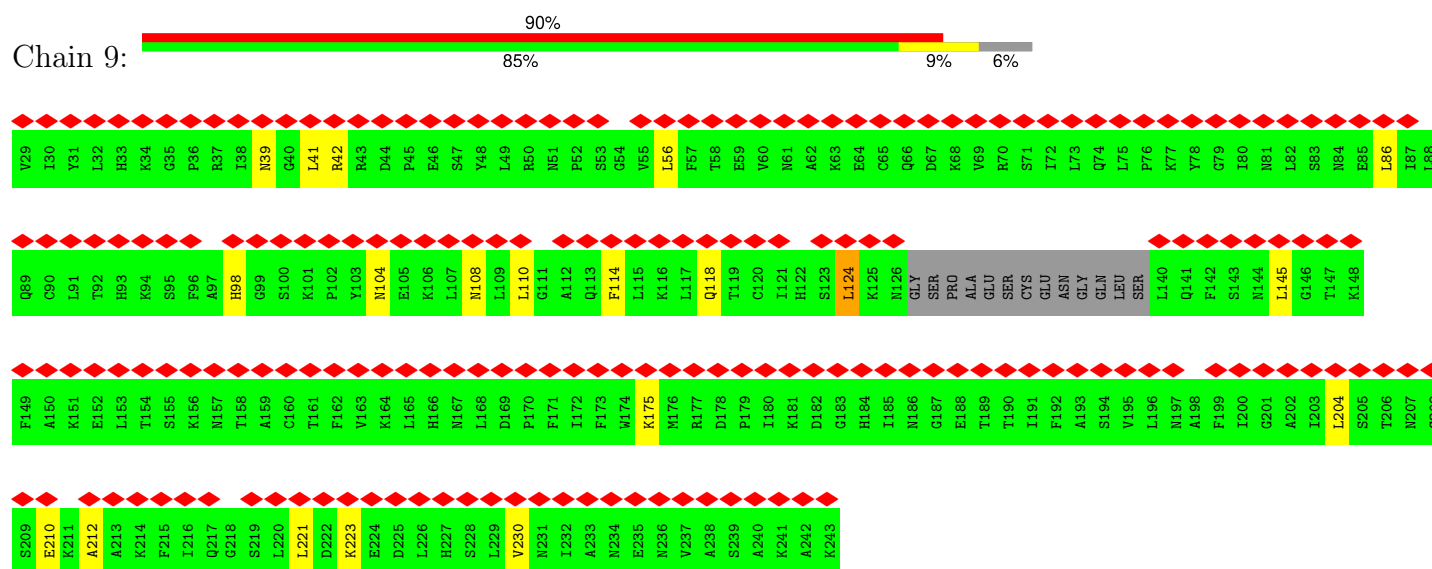 90%
Chain 9:
85% 9% 6%
V29 I30 Y31 L32 H33 K34 G35 P36 R37 I38 N39 G40 L41 R42 R43 D44 P45 E46 S47 Y48 L49 R50 N51 P52 S53 G54 V55 L56 F57 T58 E59 V60 N61 A62 K63 E64 C65 Q66 D67 K68 V69 R70 S71 I72 L73 Q74 L75 P76 K77 Y78 G79 I80 N81 L82 S83 N84 E85 L86 I87 L88
Q89 C90 L91 T92 H93 K94 S95 F96 A97 H98 G99 S100 K101 P102 Y103 N104 E105 K106 L107 N108 L109 L110 G111 A112 Q113 F114 L115 K116 L117 Q118 T119 C120 I121 H122 S123 L124 K125 N126 GLY SER PRO ALA GLU SER CYS GLU ASN GLY GLN LEU SER L140 Q141 F142 S143 N144 L145 G146 T147 K148
F149 A150 K151 E152 L153 T154 S155 K156 N157 T158 A159 C160 T161 F162 V163 K164 L165 H166 N167 L168 D169 P170 F171 I172 F173 W174 K175 M176 R177 D178 P179 I180 K181 D182 G183 H184 I185 N186 G187 E188 T189 T190 I191 F192 A193 S194 V195 L196 N197 A198 F199 I200 G201 A202 I203 L204 S205 T206 N207
S209 E210 K211 A212 A213 K214 F215 I216 Q217 G218 S219 L220 L221 D222 K223 E224 D225 L226 H227 S228 L229 V230 N231 I232 A233 N234 E235 N236 V237 A238 S239 A240 K241 A242 K243